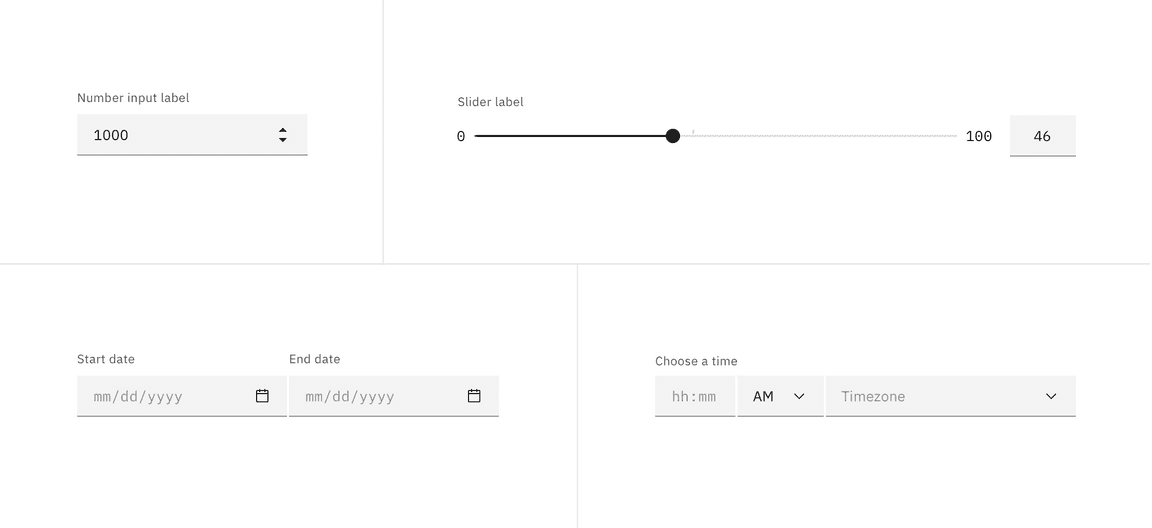 Number input label
1000
Slider label
0 100 46
Start date End date
mm/dd/yyyy mm/dd/yyyy
Choose a time
hh:mm AM Timezone